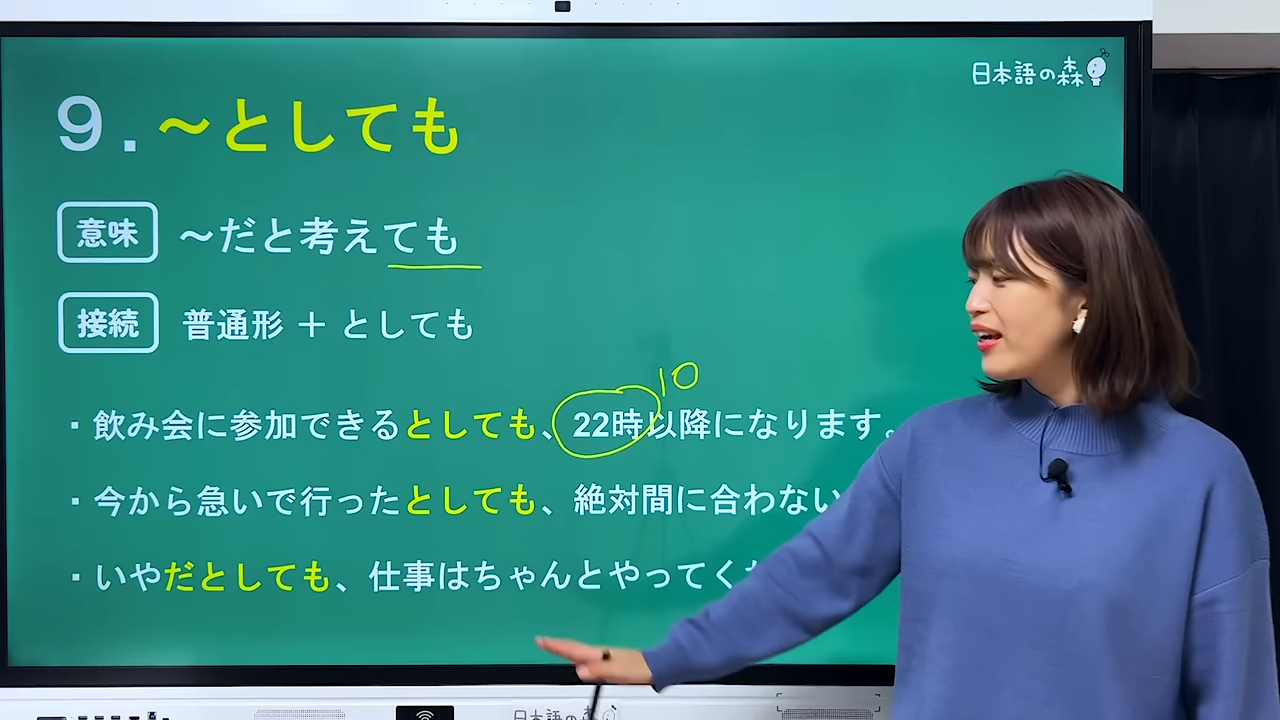 日本語の森
9.〜としても
意味 〜だと考えても
接続 普通形 + としても
10
・飲み会に参加できるとしても、22時以降になります。
・今から急いで行ったとしても、絶対間に合わない
・いやだとしても、仕事はちゃんとやってく
日本語の森